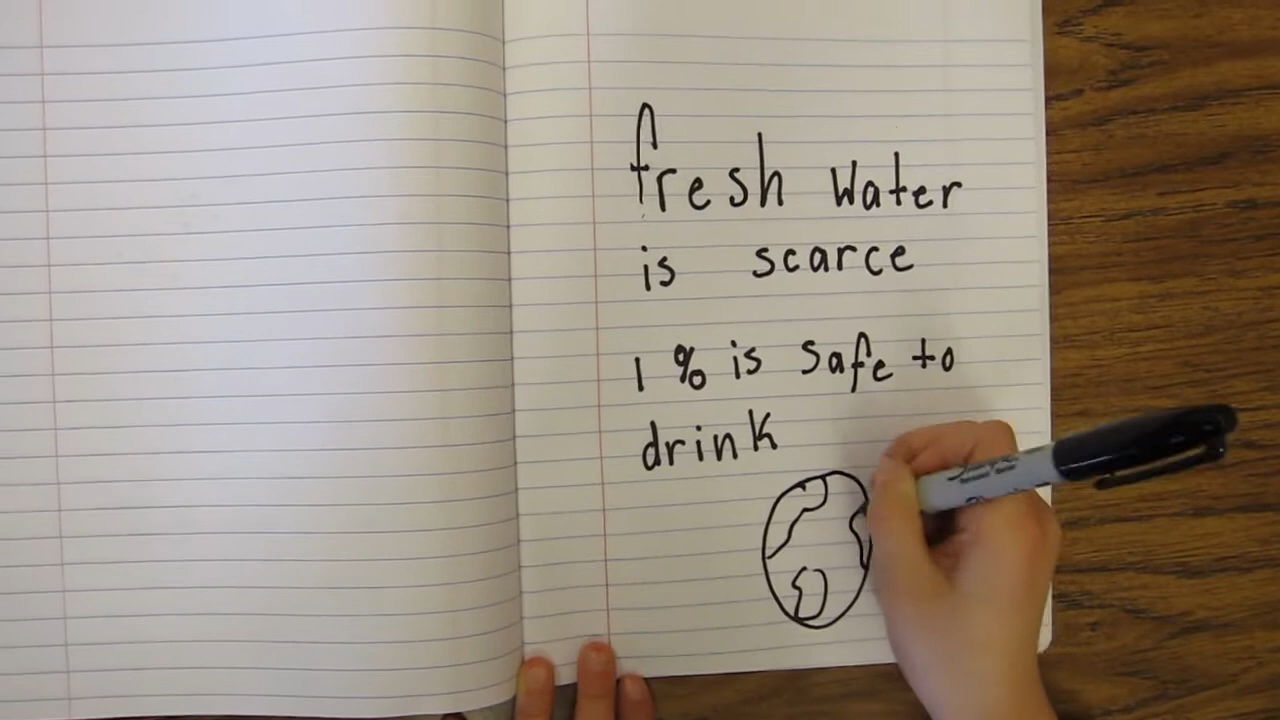 fresh water
is scarce
1 % is safe to
drink